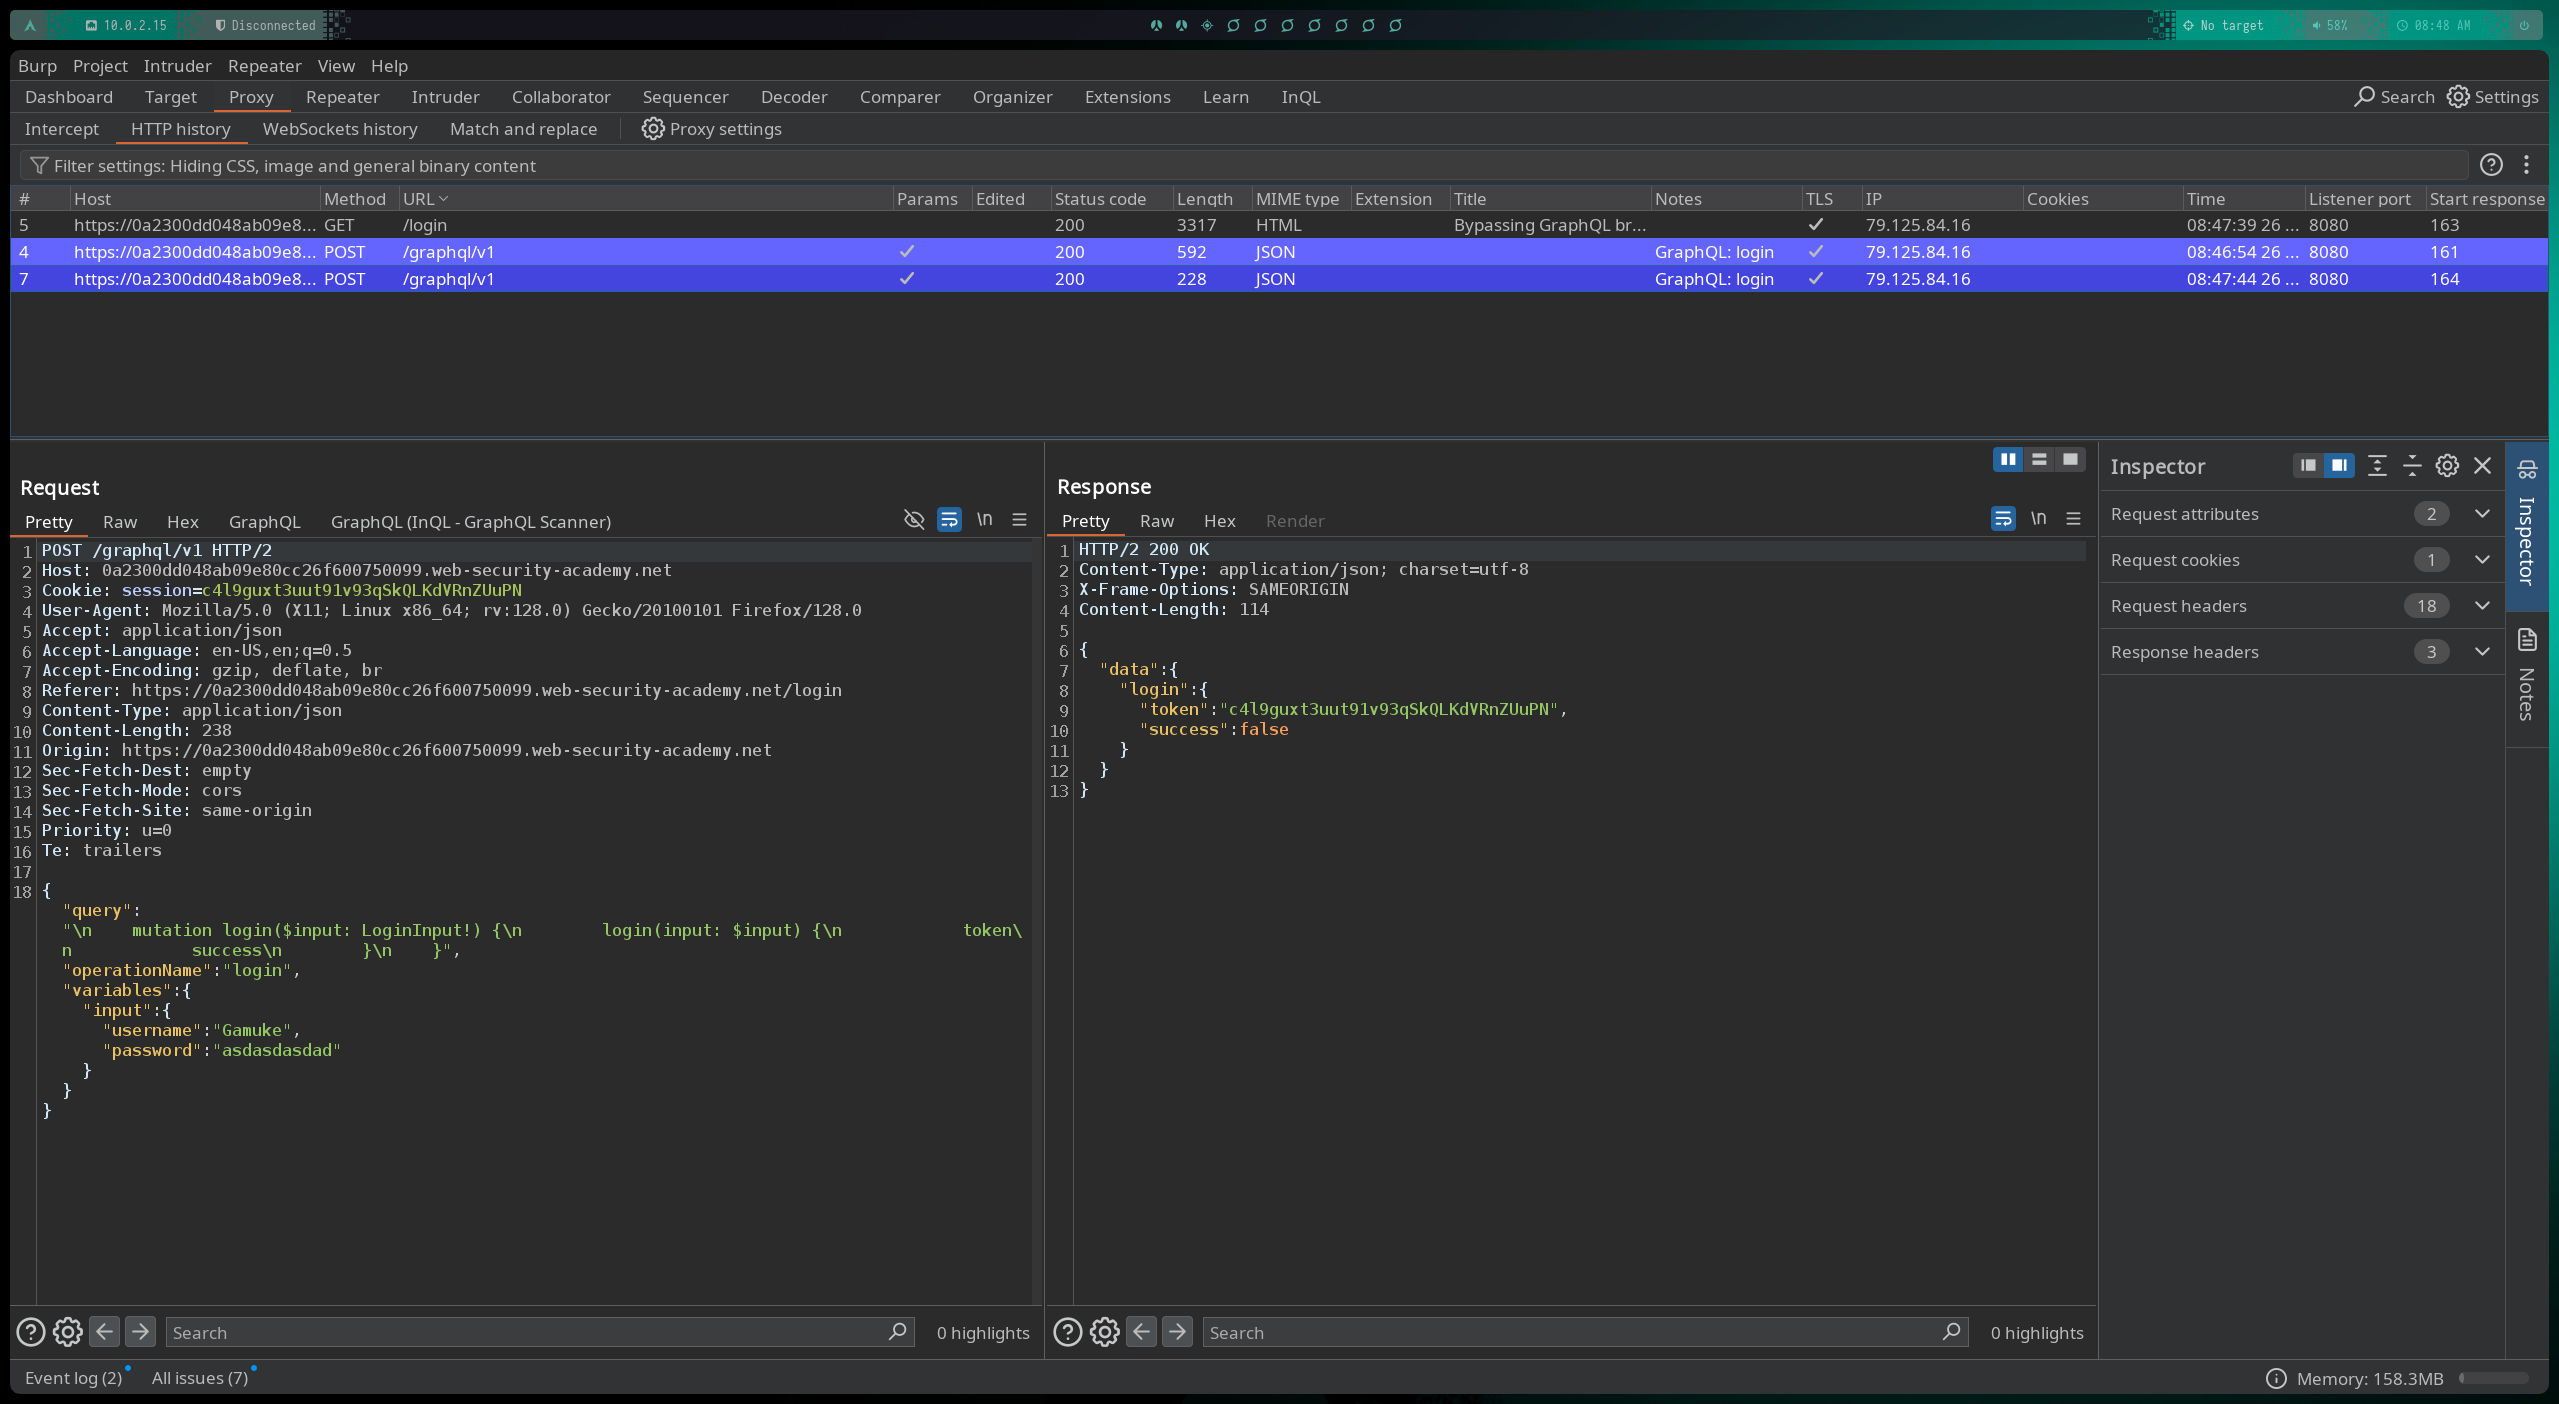 10.0.2.15 Disconnected No target 58% 08:48 AM
Burp Project Intruder Repeater View Help
Dashboard Target Proxy Repeater Intruder Collaborator Sequencer Decoder Comparer Organizer Extensions Learn InQL Search Settings
Intercept HTTP history WebSockets history Match and replace Proxy settings
Filter settings: Hiding CSS, image and general binary content
# Host Method URL Params Edited Status code Length MIME type Extension Title Notes TLS IP Cookies Time Listener port Start response
5 https://0a2300dd048ab09e8... GET /login 200 3317 HTML Bypassing GraphQL br... ✓ 79.125.84.16 08:47:39 26 ... 8080 163
4 https://0a2300dd048ab09e8... POST /graphql/v1 ✓ 200 592 JSON GraphQL: login ✓ 79.125.84.16 08:46:54 26 ... 8080 161
7 https://0a2300dd048ab09e8... POST /graphql/v1 ✓ 200 228 JSON GraphQL: login ✓ 79.125.84.16 08:47:44 26 ... 8080 164
Request
Pretty Raw Hex GraphQL GraphQL (InQL - GraphQL Scanner) \n
1 POST /graphql/v1 HTTP/2
2 Host: 0a2300dd048ab09e80cc26f600750099.web-security-academy.net
3 Cookie: session=c4l9guxt3uut91v93qSkQLKdVRnZUuPN
4 User-Agent: Mozilla/5.0 (X11; Linux x86_64; rv:128.0) Gecko/20100101 Firefox/128.0
5 Accept: application/json
6 Accept-Language: en-US,en;q=0.5
7 Accept-Encoding: gzip, deflate, br
8 Referer: https://0a2300dd048ab09e80cc26f600750099.web-security-academy.net/login
9 Content-Type: application/json
10 Content-Length: 238
11 Origin: https://0a2300dd048ab09e80cc26f600750099.web-security-academy.net
12 Sec-Fetch-Dest: empty
13 Sec-Fetch-Mode: cors
14 Sec-Fetch-Site: same-origin
15 Priority: u=0
16 Te: trailers
17
18 {
"query":
"\n    mutation login($input: LoginInput!) {\n        login(input: $input) {\n            token\
n            success\n        }\n    }",
"operationName":"login",
"variables":{
"input":{
"username":"Gamuke",
"password":"asdasdasdad"
}
}
}
Search 0 highlights
Response
Pretty Raw Hex Render \n
1 HTTP/2 200 OK
2 Content-Type: application/json; charset=utf-8
3 X-Frame-Options: SAMEORIGIN
4 Content-Length: 114
5
6 {
7 "data":{
8 "login":{
9 "token":"c4l9guxt3uut91v93qSkQLKdVRnZUuPN",
10 "success":false
11 }
12 }
13 }
Search 0 highlights
Inspector
Request attributes 2
Request cookies 1
Request headers 18
Response headers 3
Inspector
Notes
Event log (2) All issues (7) Memory: 158.3MB